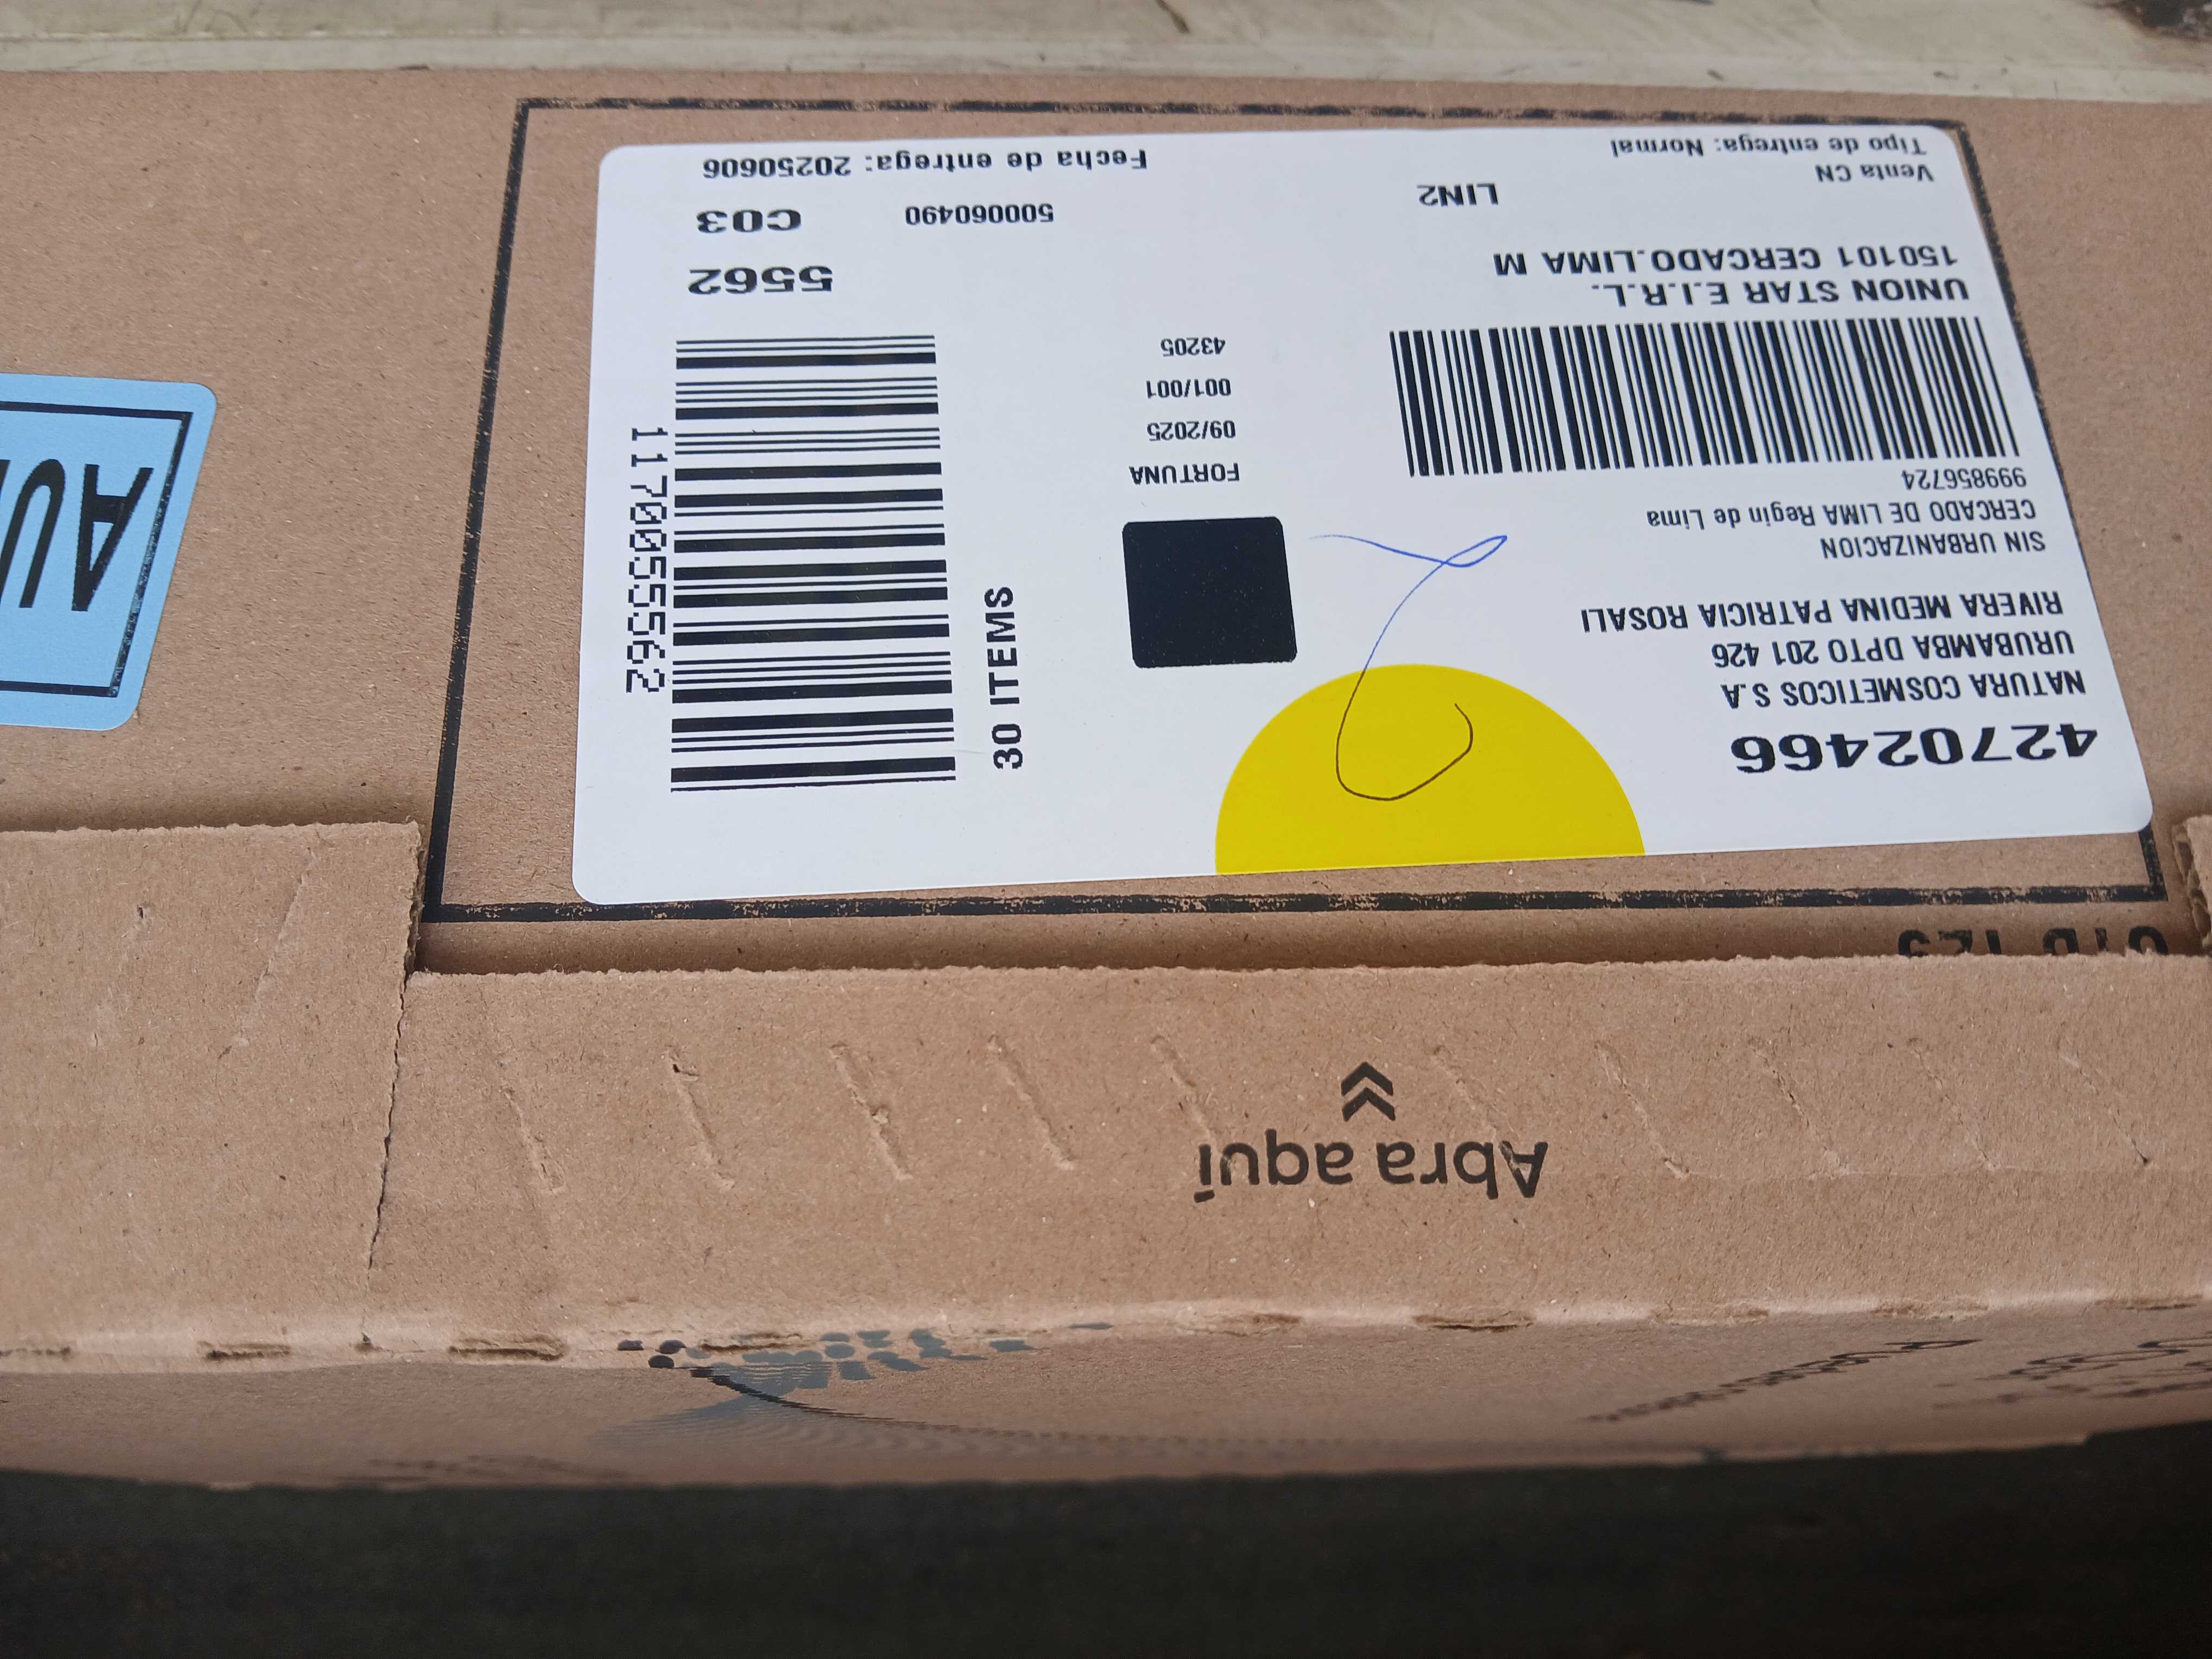 42702466
NATURA COSMETICOS S.A
URUBAMBA DPTO 201 426
RIVERA MEDINA PATRICIA ROSALI
SIN URBANIZACION
CERCADO DE LIMA Regin de Lima
999856724
UNION STAR E.I.R.L.
150101 CERCADO.LIMA M
LIN2
Venta CN
Tipo de entrega: Normal
FORTUNA
09/2025
001/001
43205
30 ITEMS
1170055562
5562
500060490
C03
Fecha de entrega: 20250606
Abra aquí
AU